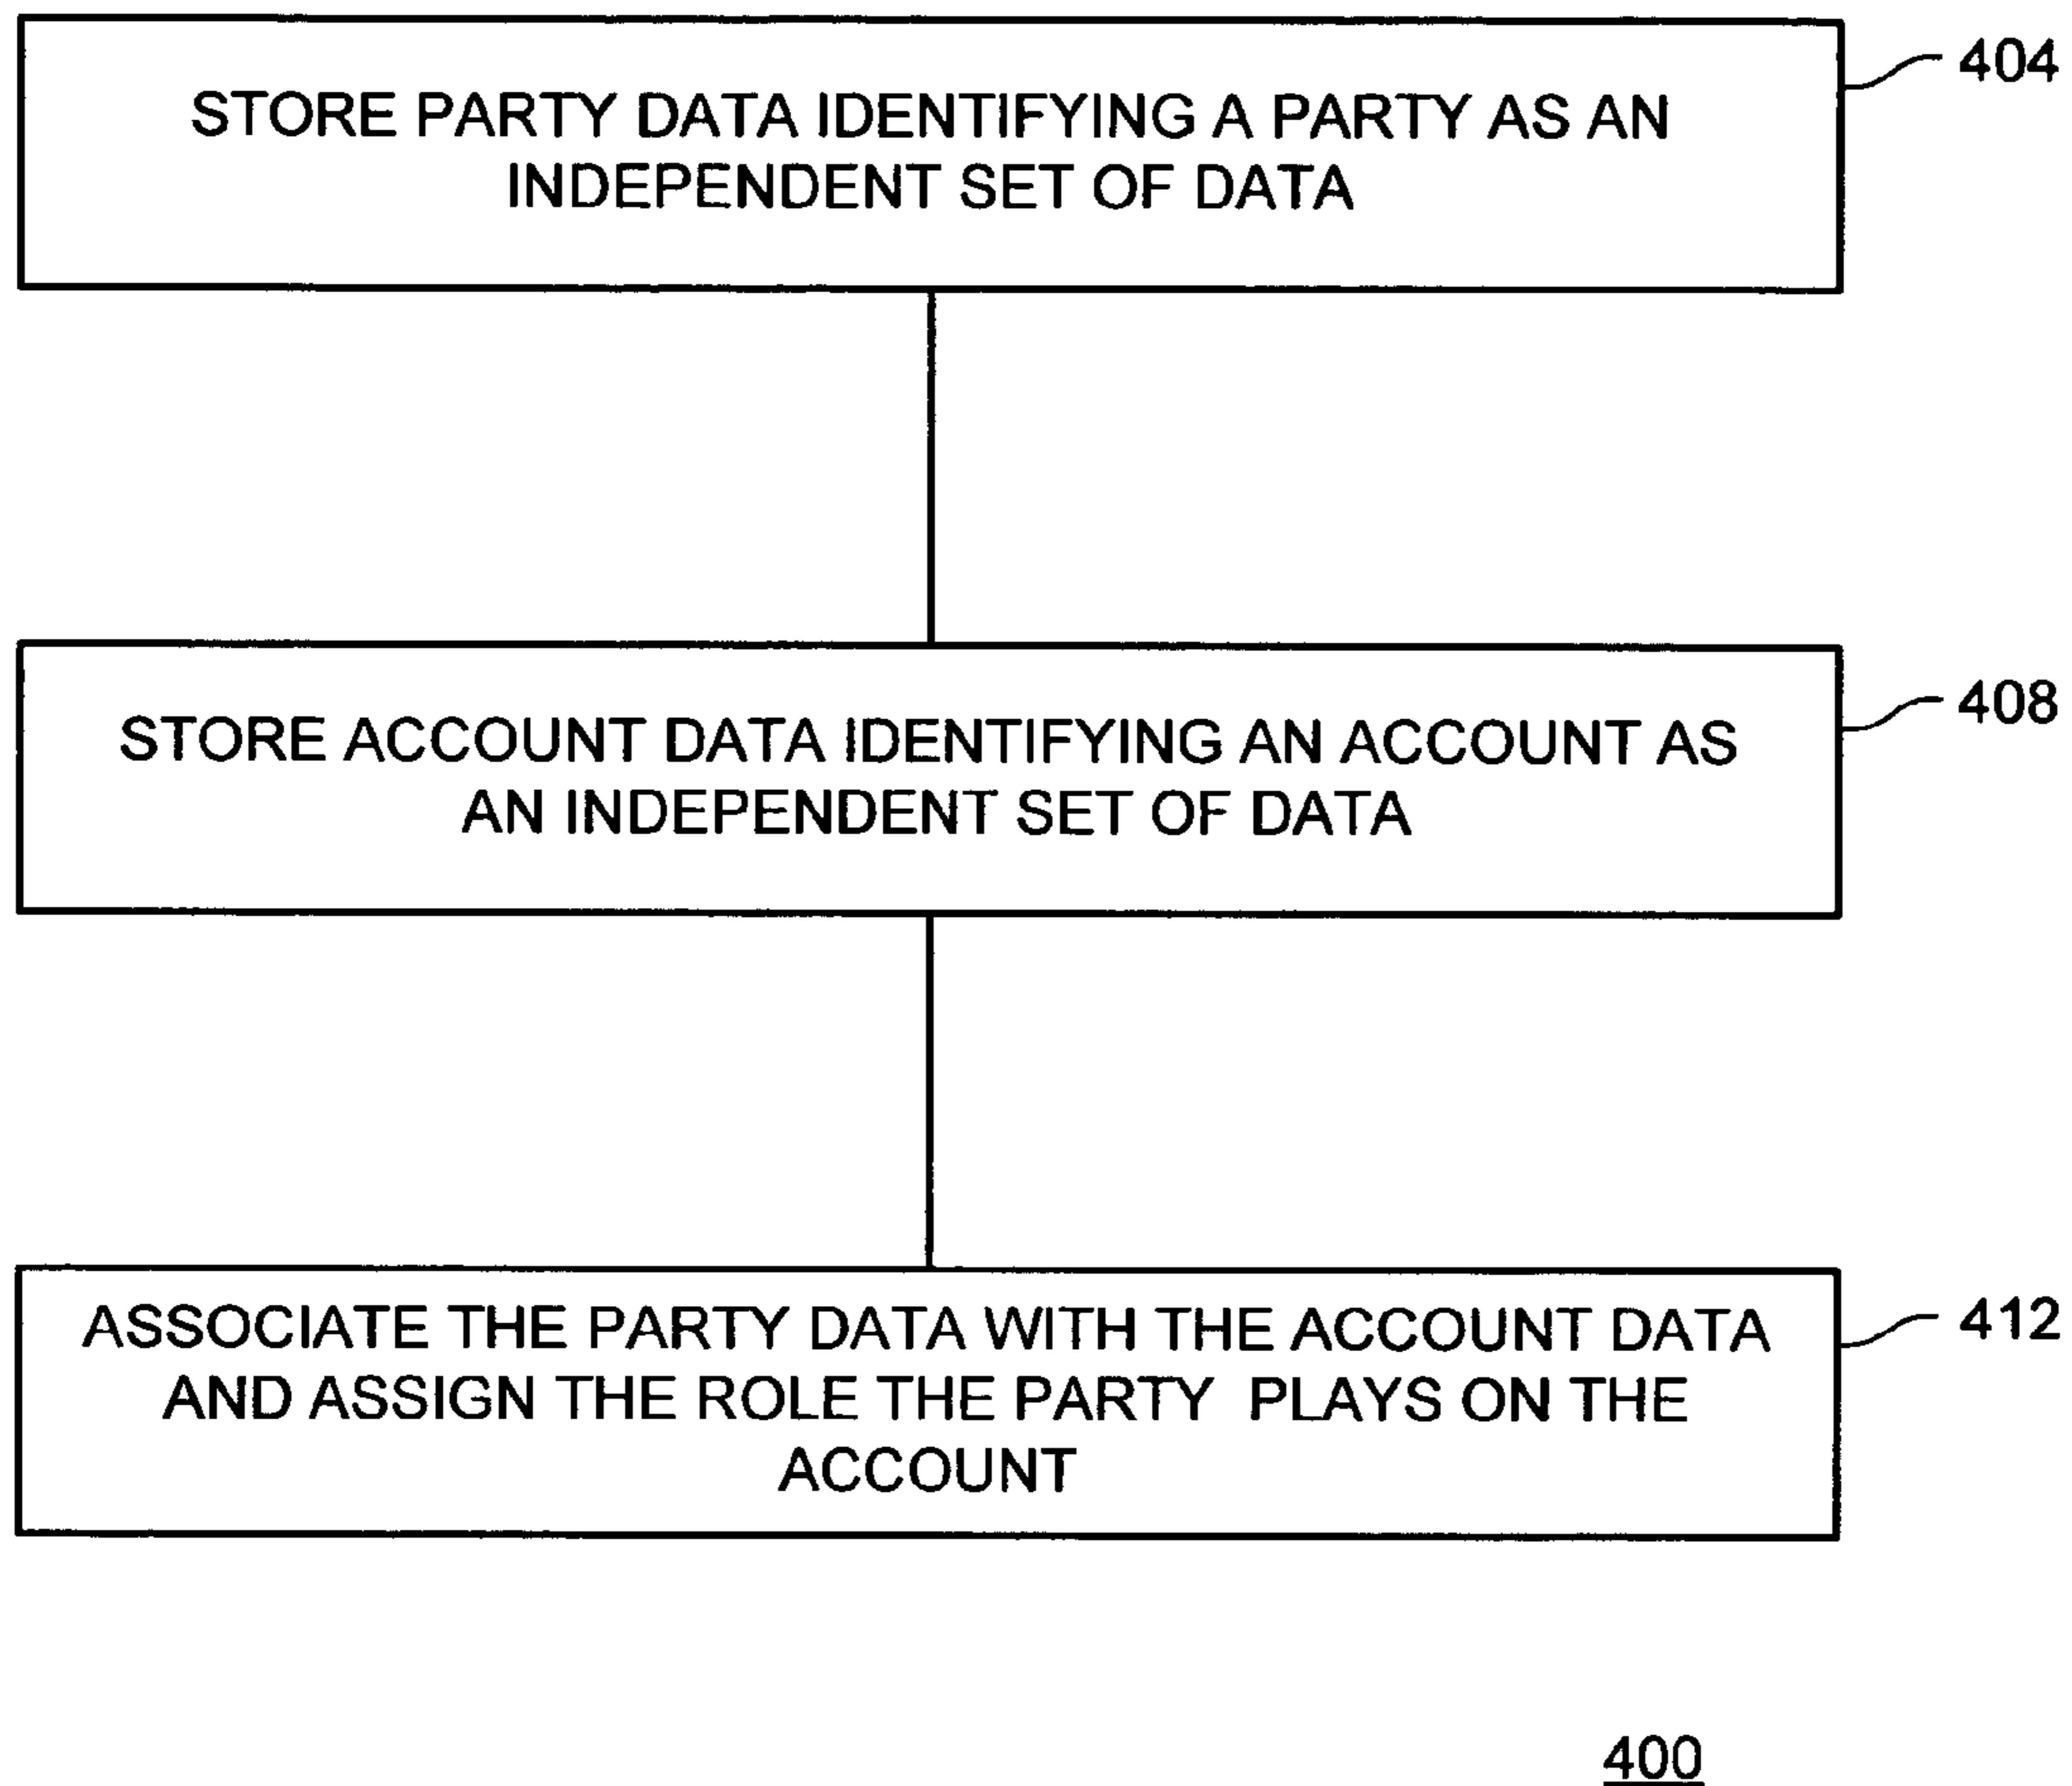 404
STORE PARTY DATA IDENTIFYING A PARTY AS AN
INDEPENDENT SET OF DATA
408
STORE ACCOUNT DATA IDENTIFYING AN ACCOUNT AS
AN INDEPENDENT SET OF DATA
412
ASSOCIATE THE PARTY DATA WITH THE ACCOUNT DATA
AND ASSIGN THE ROLE THE PARTY PLAYS ON THE
ACCOUNT
400